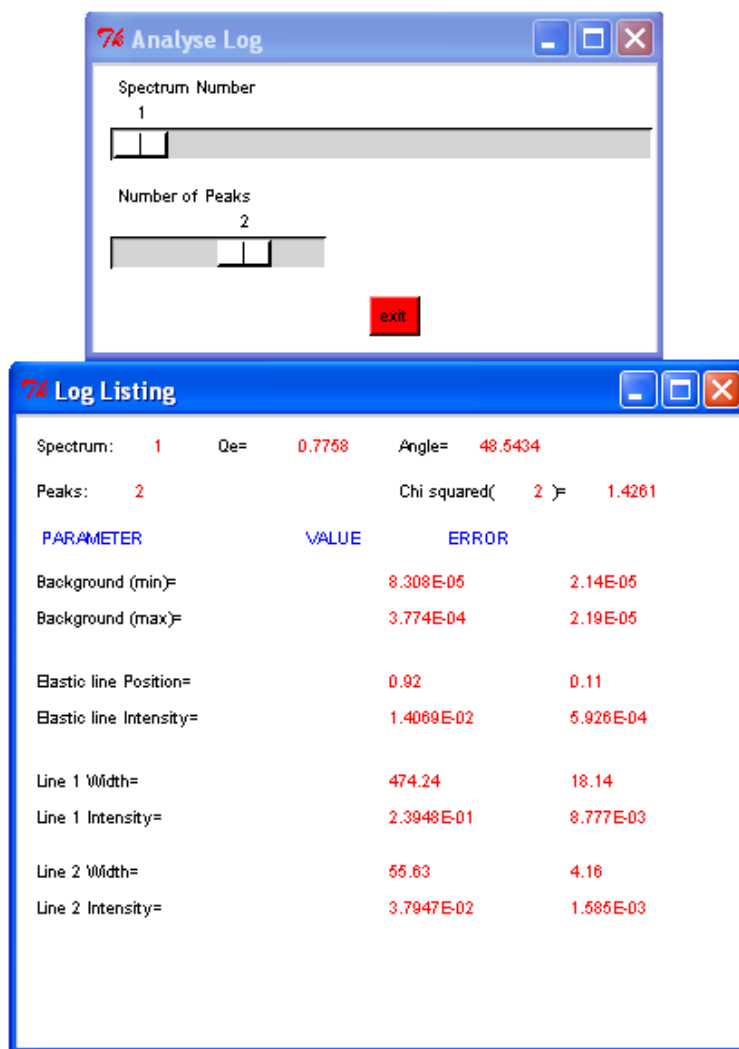 Analyse Log
Spectrum Number
1
Number of Peaks
2
exit
Log Listing
Spectrum: 1 Qe= 0.7758 Angle= 48.5434
Peaks: 2 Chi squared( 2 )= 1.4261
PARAMETER VALUE ERROR
Background (min)= 8.308E-05 2.14E-05
Background (max)= 3.774E-04 2.19E-05
Elastic line Position= 0.92 0.11
Elastic line Intensity= 1.4069E-02 5.926E-04
Line 1 Width= 474.24 18.14
Line 1 Intensity= 2.3948E-01 8.777E-03
Line 2 Width= 55.63 4.16
Line 2 Intensity= 3.7947E-02 1.585E-03